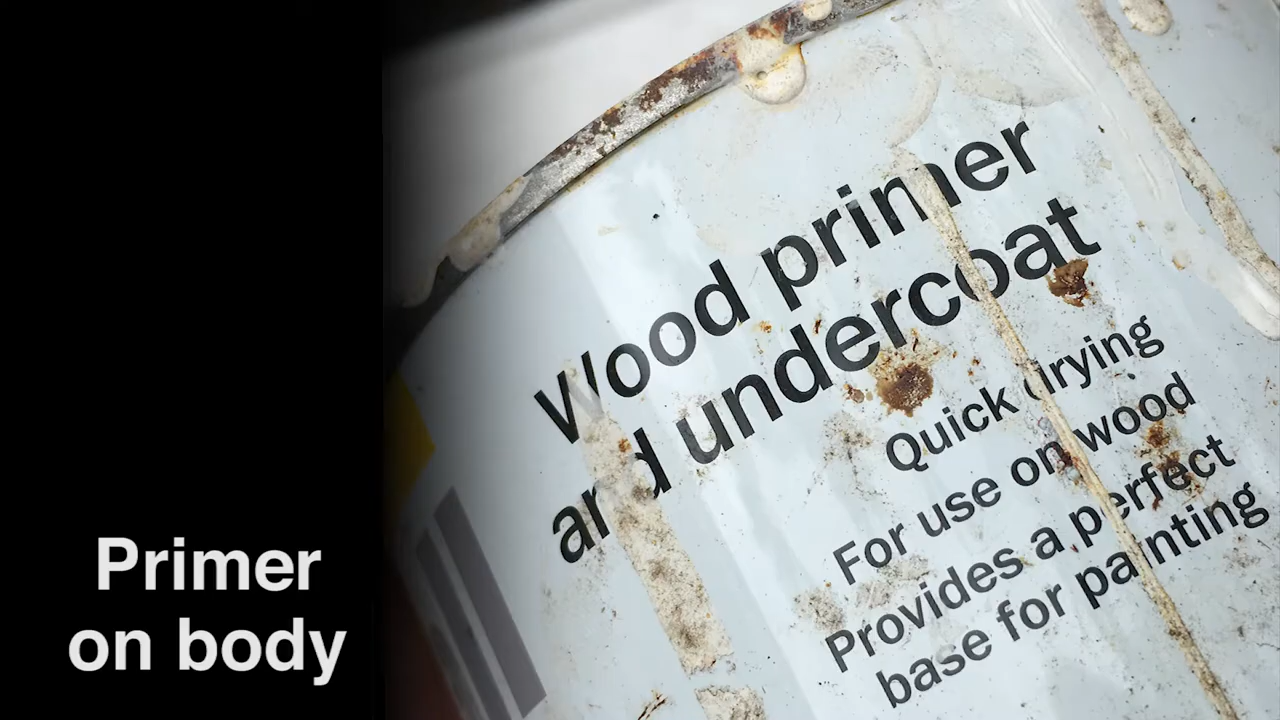 Wood primer
and undercoat
Quick drying
For use on wood
Provides a perfect
base for painting
Primer
on body